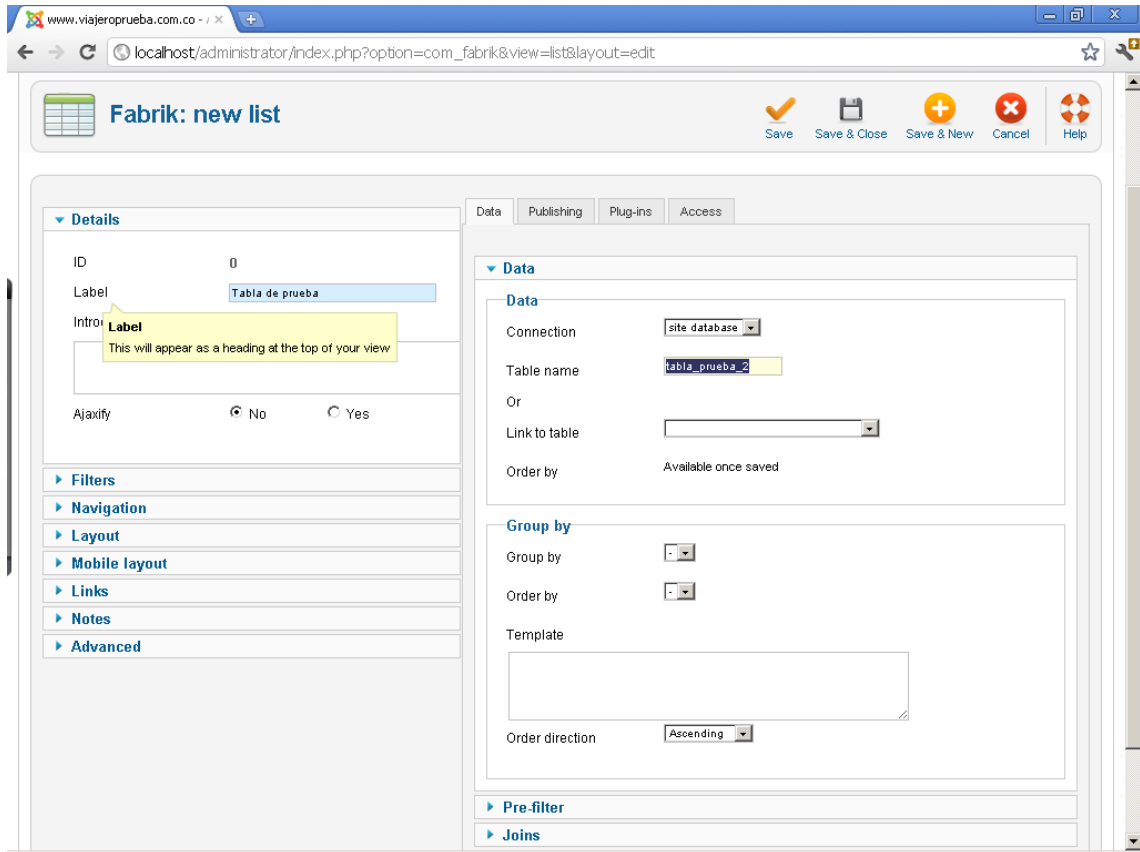 www.viajeroprueba.com.co - A
localhost/administrator/index.php?option=com_fabrik&view=list&layout=edit
Fabrik: new list
Save
Save & Close
Save & New
Cancel
Help
Details
ID
0
Label
Tabla de prueba
Label
This will appear as a heading at the top of your view
Ajaxify
No
Yes
Filters
Navigation
Layout
Mobile layout
Links
Notes
Advanced
Data
Publishing
Plug-ins
Access
Data
Data
Connection
site database
Table name
tabla_prueba_2
Or
Link to table
Order by
Available once saved
Group by
Group by
-
Order by
-
Template
Order direction
Ascending
Pre-filter
Joins